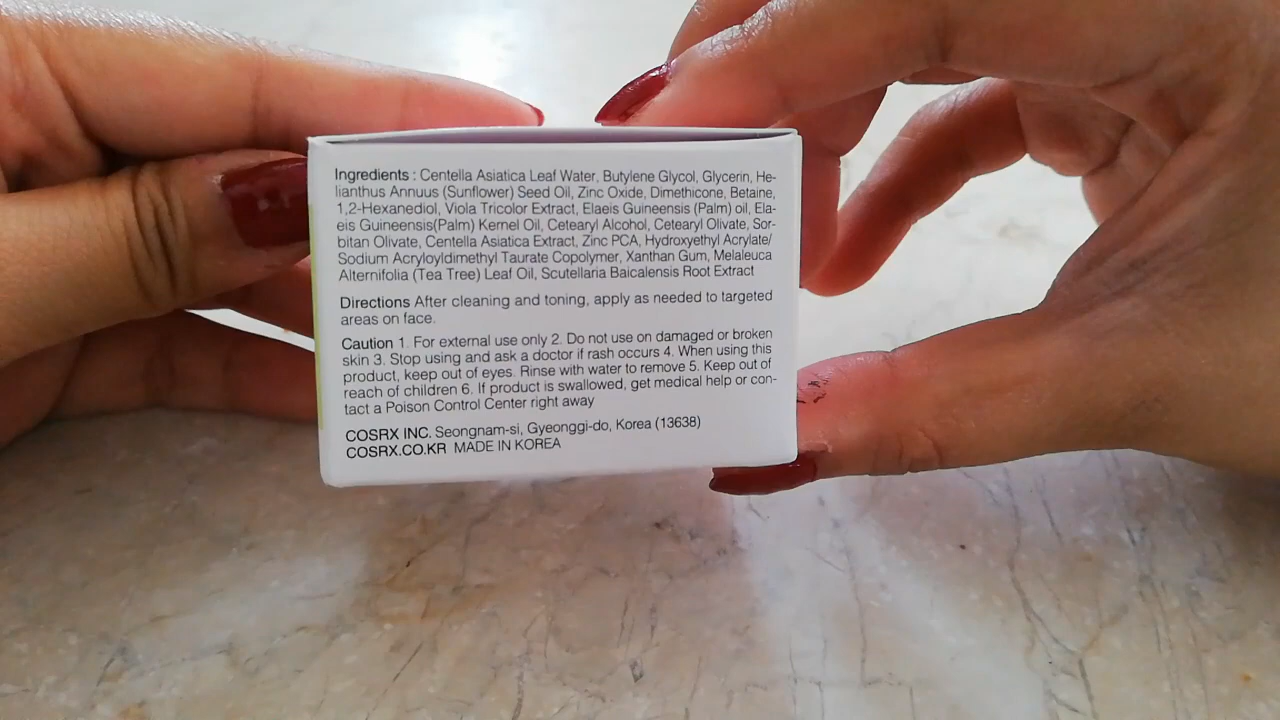 Ingredients : Centella Asiatica Leaf Water, Butylene Glycol, Glycerin, He-
lianthus Annuus (Sunflower) Seed Oil, Zinc Oxide, Dimethicone, Betaine,
1,2-Hexanediol, Viola Tricolor Extract, Elaeis Guineensis (Palm) oil, Ela-
eis Guineensis(Palm) Kernel Oil, Cetearyl Alcohol, Cetearyl Olivate, Sor-
bitan Olivate, Centella Asiatica Extract, Zinc PCA, Hydroxyethyl Acrylate/
Sodium Acryloyldimethyl Taurate Copolymer, Xanthan Gum, Melaleuca
Alternifolia (Tea Tree) Leaf Oil, Scutellaria Baicalensis Root Extract
Directions After cleaning and toning, apply as needed to targeted
areas on face.
Caution 1. For external use only 2. Do not use on damaged or broken
skin 3. Stop using and ask a doctor if rash occurs 4. When using this
product, keep out of eyes. Rinse with water to remove 5. Keep out of
reach of children 6. If product is swallowed, get medical help or con-
tact a Poison Control Center right away
COSRX INC. Seongnam-si, Gyeonggi-do, Korea (13638)
COSRX.CO.KR MADE IN KOREA